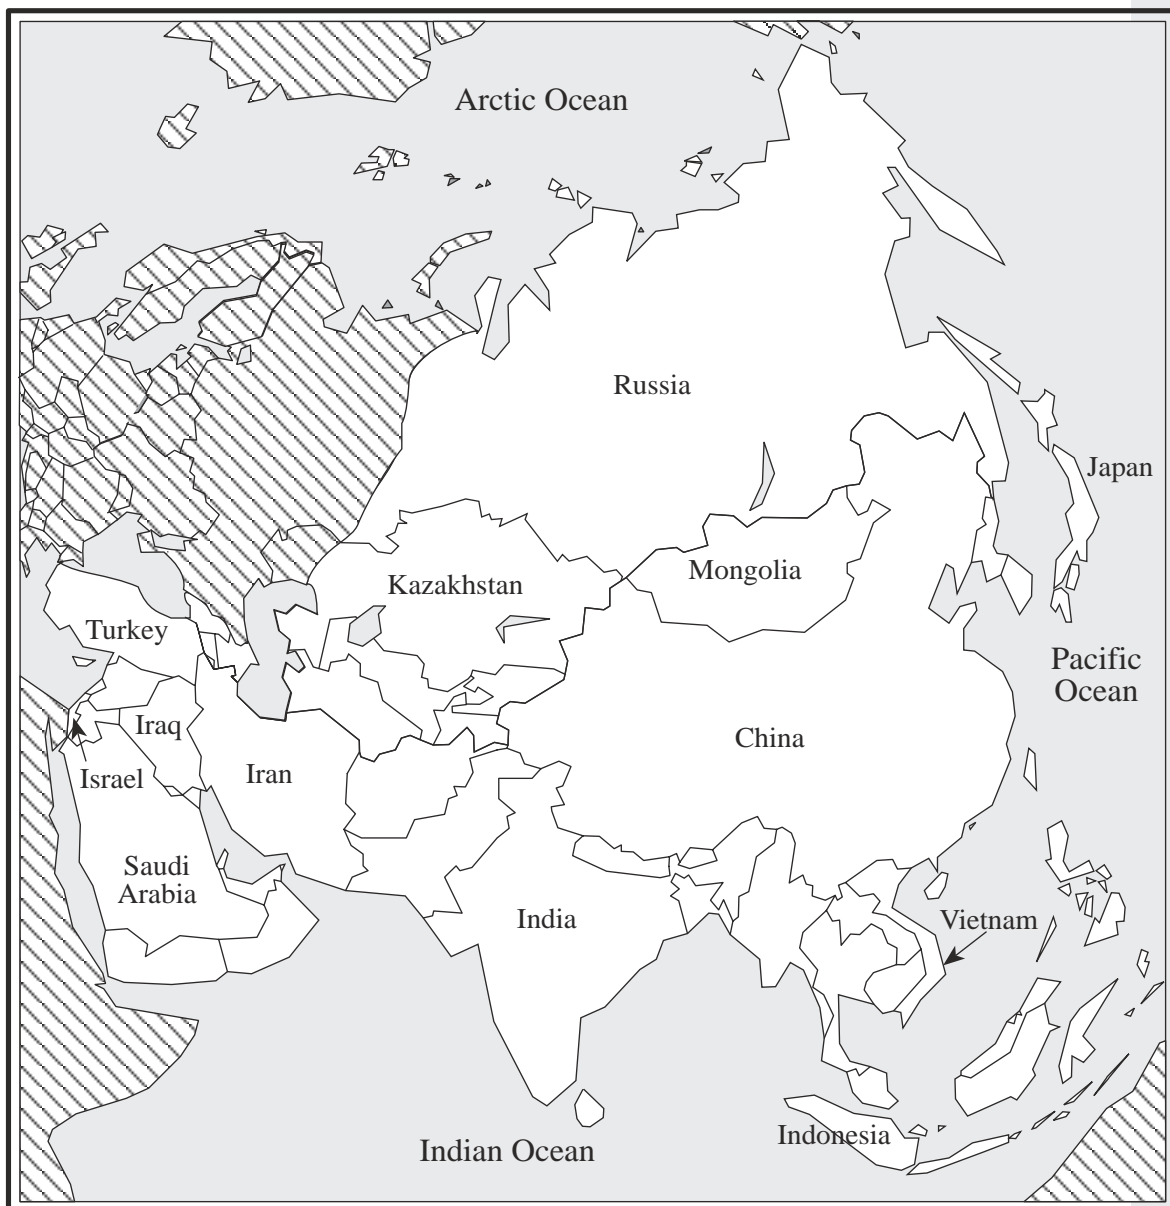 Arctic Ocean
Russia
Japan
Mongolia
Kazakhstan
Turkey
Pacific
Ocean
Iraq
China
Israel
Iran
Saudi
Arabia
India
Vietnam
Indonesia
Indian Ocean